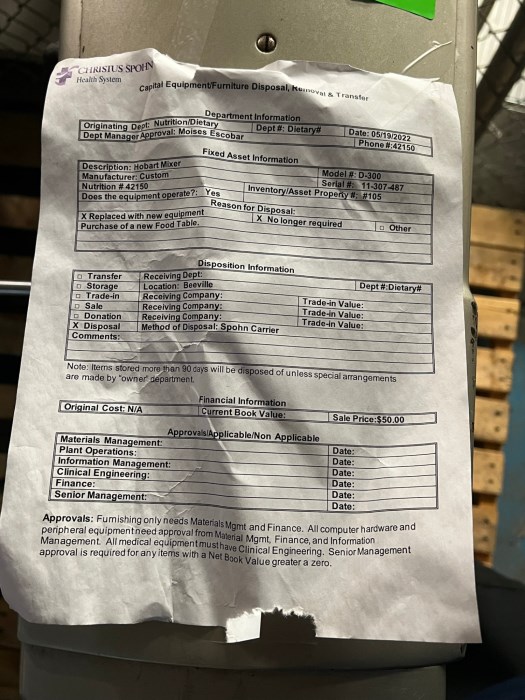 CHRISTUS SPOHN
Health System
Capital Equipment/Furniture Disposal, Removal & Transfer
Department Information
Originating Dept: Nutrition/Dietary Dept #: Dietary# Date: 05/19/2022
Dept Manager Approval: Moises Escobar Phone #:42150
Fixed Asset Information
Description: Hobart Mixer Model #: D-300
Manufacturer: Custom Serial #: 11-307-487
Nutrition # 42150 Inventory/Asset Property #: #105
Does the equipment operate?: Yes
Reason for Disposal:
X Replaced with new equipment X No longer required □ Other
Purchase of a new Food Table.
Disposition Information
□ Transfer Receiving Dept: Dept #:Dietary#
□ Storage Location: Beeville
□ Trade-in Receiving Company: Trade-in Value:
□ Sale Receiving Company: Trade-in Value:
□ Donation Receiving Company: Trade-in Value:
X Disposal Method of Disposal: Spohn Carrier
Comments:
Note: Items stored more than 90 days will be disposed of unless special arrangements
are made by "owner" department.
Financial Information
Original Cost: N/A Current Book Value: Sale Price:$50.00
Approvals/Applicable/Non Applicable
Materials Management: Date:
Plant Operations: Date:
Information Management: Date:
Clinical Engineering: Date:
Finance: Date:
Senior Management: Date:
Approvals: Furnishing only needs Materials Mgmt and Finance. All computer hardware and
peripheral equipment need approval from Material Mgmt, Finance, and Information
Management. All medical equipment must have Clinical Engineering. Senior Management
approval is required for any items with a Net Book Value greater a zero.